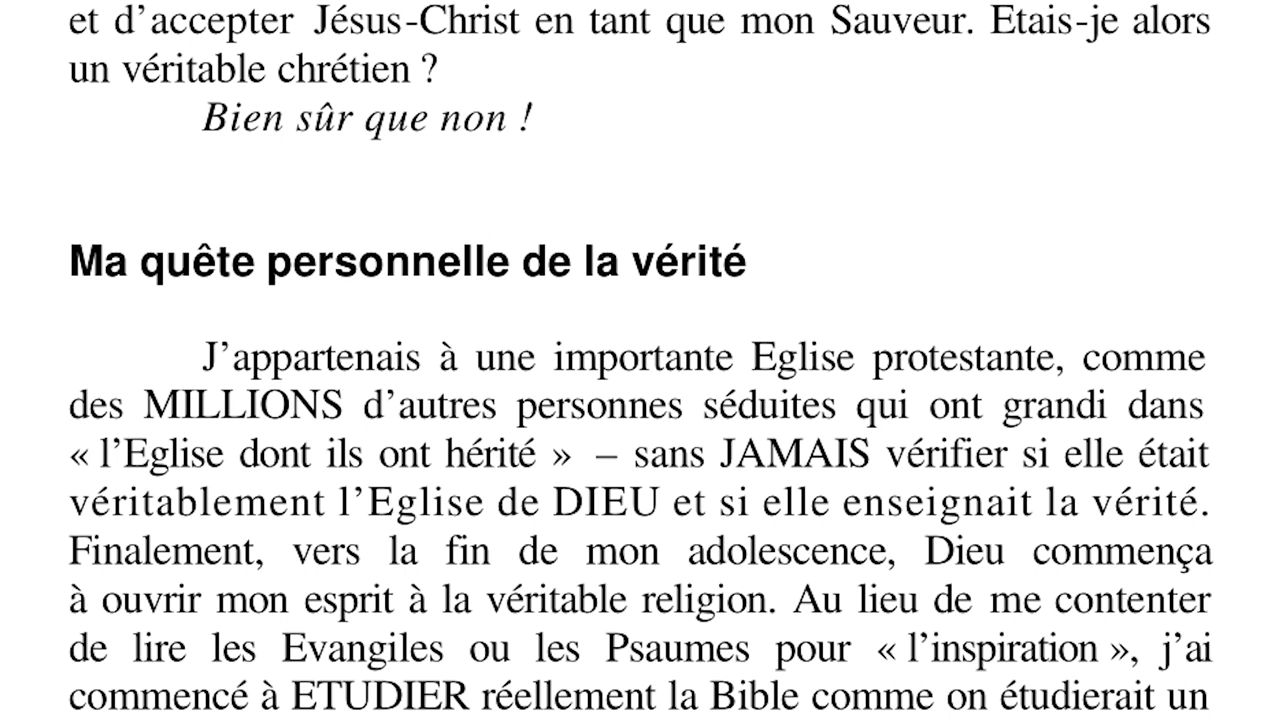 et d’accepter Jésus-Christ en tant que mon Sauveur. Etais-je alors
un véritable chrétien ?
Bien sûr que non !
Ma quête personnelle de la vérité
J’appartenais à une importante Eglise protestante, comme
des MILLIONS d’autres personnes séduites qui ont grandi dans
« l’Eglise dont ils ont hérité » – sans JAMAIS vérifier si elle était
véritablement l’Eglise de DIEU et si elle enseignait la vérité.
Finalement, vers la fin de mon adolescence, Dieu commença
à ouvrir mon esprit à la véritable religion. Au lieu de me contenter
de lire les Evangiles ou les Psaumes pour « l’inspiration », j’ai
commencé à ETUDIER réellement la Bible comme on étudierait un